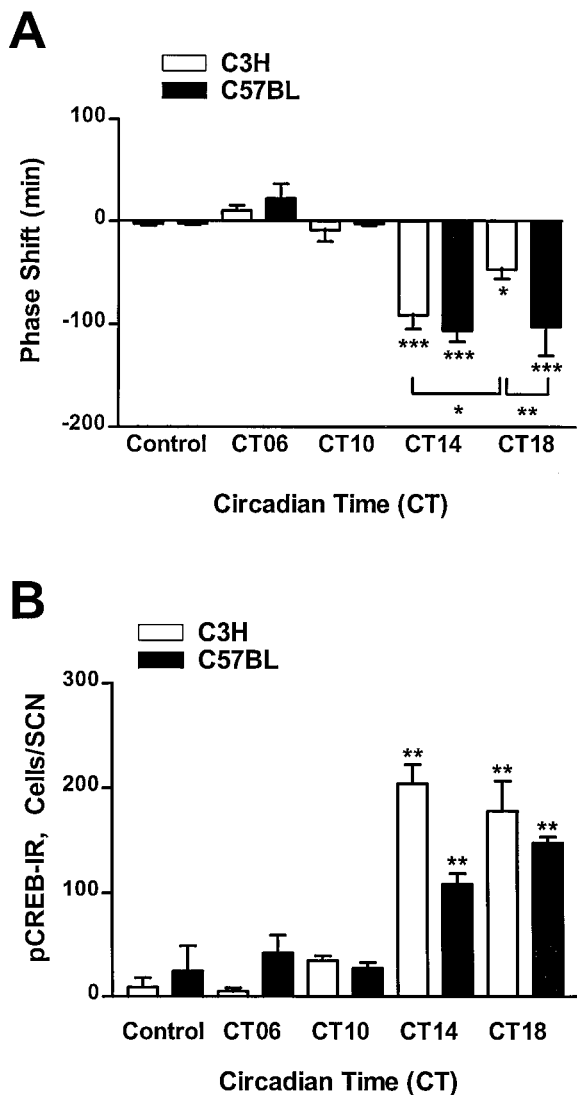 A
C3H
C57BL
100
0
-100
-200
Phase Shift (min)
*
***
***
***
*
**
Control CT06 CT10 CT14 CT18
Circadian Time (CT)
B
C3H
C57BL
300
200
100
0
pCREB-IR, Cells/SCN
**
**
**
**
Control CT06 CT10 CT14 CT18
Circadian Time (CT)